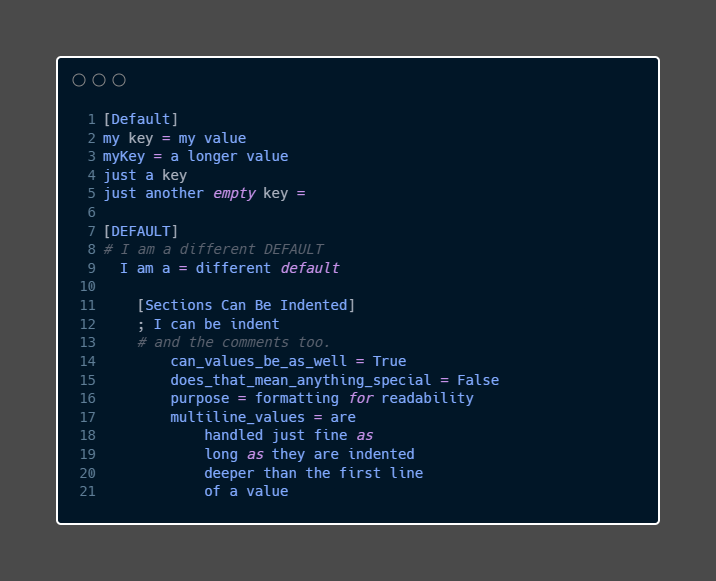 1 [Default]
2 my key = my value
3 myKey = a longer value
4 just a key
5 just another empty key =
6
7 [DEFAULT]
8 # I am a different DEFAULT
9   I am a = different default
10
11     [Sections Can Be Indented]
12     ; I can be indent
13     # and the comments too.
14         can_values_be_as_well = True
15         does_that_mean_anything_special = False
16         purpose = formatting for readability
17         multiline_values = are
18             handled just fine as
19             long as they are indented
20             deeper than the first line
21             of a value